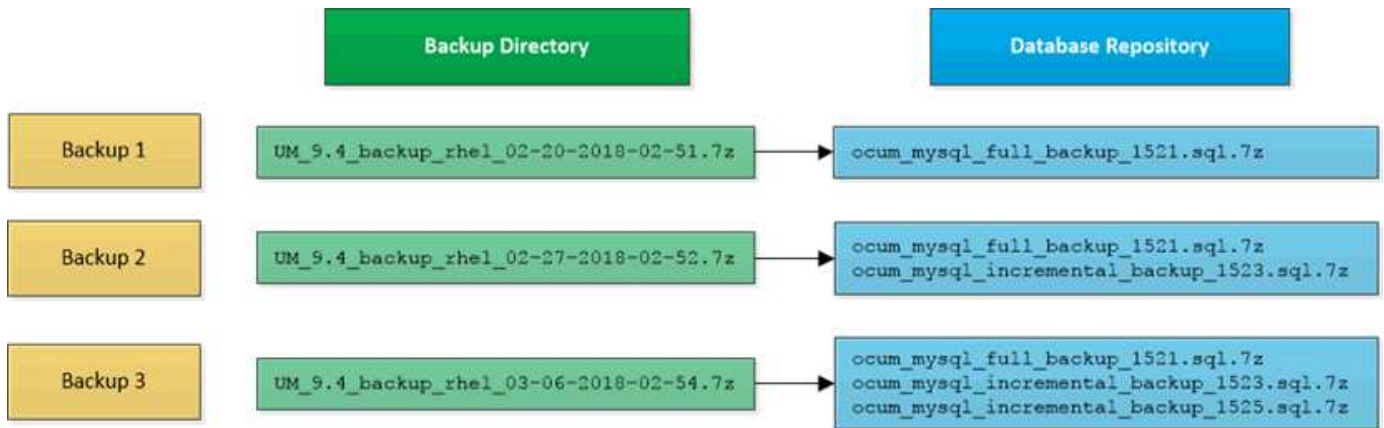 Backup Directory
Database Repository
Backup 1
UM_9.4_backup_rhel_02-20-2018-02-51.7z
ocum_mysql_full_backup_1521.sql.7z
Backup 2
UM_9.4_backup_rhel_02-27-2018-02-52.7z
ocum_mysql_full_backup_1521.sql.7z
ocum_mysql_incremental_backup_1523.sql.7z
Backup 3
UM_9.4_backup_rhel_03-06-2018-02-54.7z
ocum_mysql_full_backup_1521.sql.7z
ocum_mysql_incremental_backup_1523.sql.7z
ocum_mysql_incremental_backup_1525.sql.7z